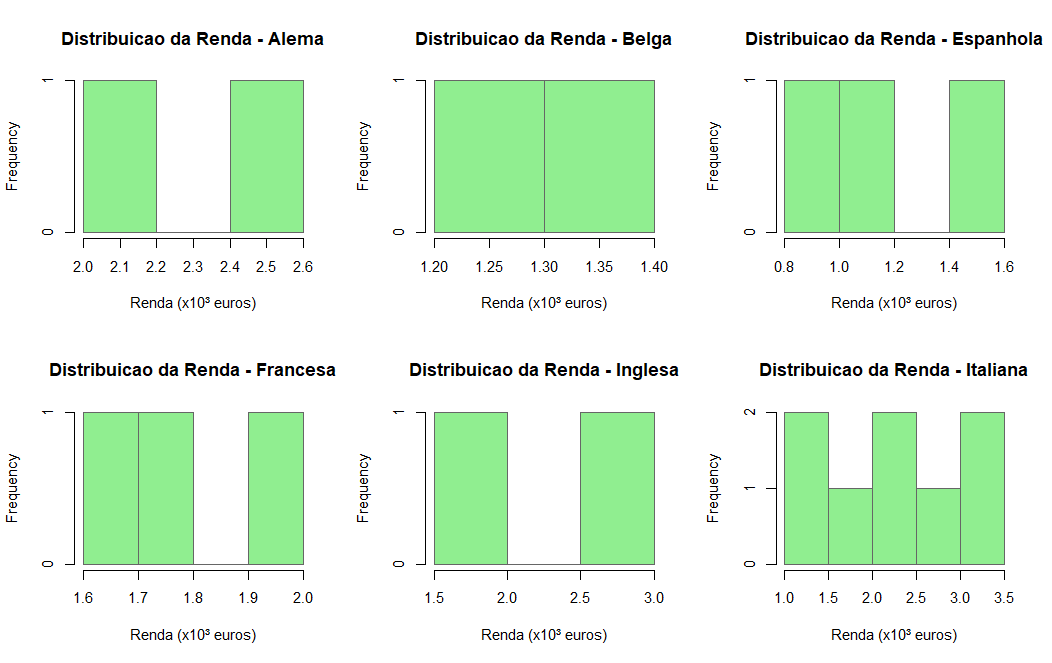 Distribuicao da Renda - Alema
Frequency
1
0
2.0 2.1 2.2 2.3 2.4 2.5 2.6
Renda (x10³ euros)
Distribuicao da Renda - Belga
Frequency
1
0
1.20 1.25 1.30 1.35 1.40
Renda (x10³ euros)
Distribuicao da Renda - Espanhola
Frequency
1
0
0.8 1.0 1.2 1.4 1.6
Renda (x10³ euros)
Distribuicao da Renda - Francesa
Frequency
1
0
1.6 1.7 1.8 1.9 2.0
Renda (x10³ euros)
Distribuicao da Renda - Inglesa
Frequency
1
0
1.5 2.0 2.5 3.0
Renda (x10³ euros)
Distribuicao da Renda - Italiana
Frequency
2
1
0
1.0 1.5 2.0 2.5 3.0 3.5
Renda (x10³ euros)